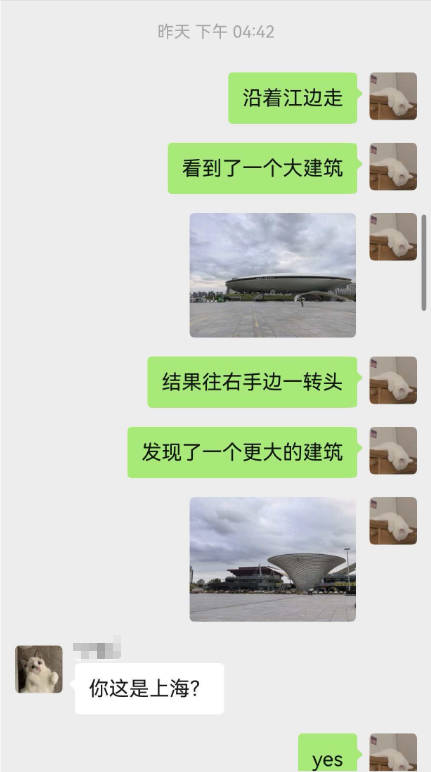 昨天 下午 04:42
沿着江边走
看到了一个大建筑
结果往右手边一转头
发现了一个更大的建筑
你这是上海？
yes